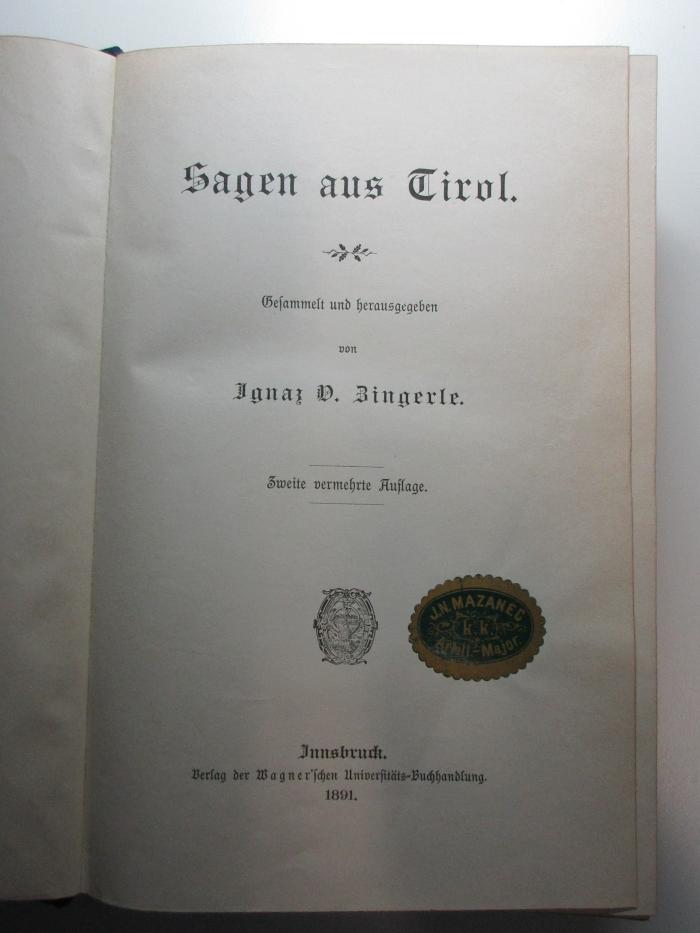 Sagen aus Tirol.
Gesammelt und herausgegeben
von
Ignaz V. Zingerle.
Zweite vermehrte Auflage.
J.N. MAZANEC
k.k.
Artill-Major.
Innsbruck.
Verlag der Wagner'schen Universitäts-Buchhandlung.
1891.